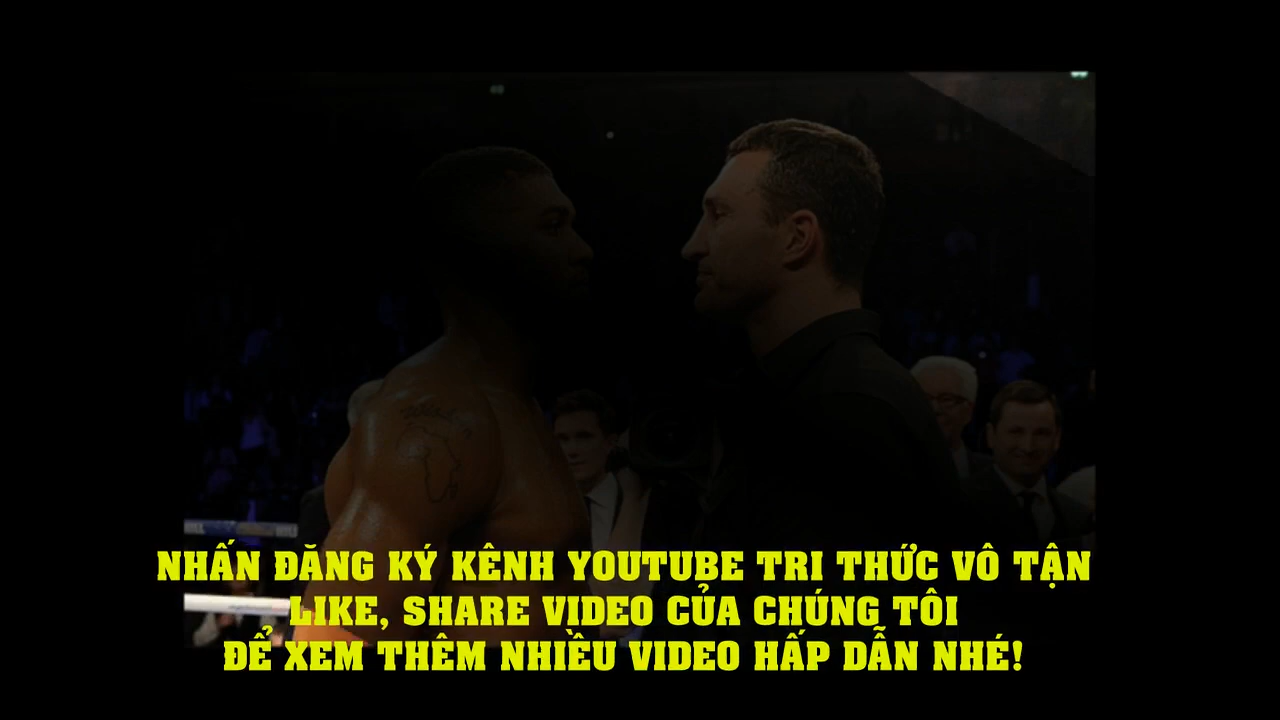 NHẤN ĐĂNG KÝ KÊNH YOUTUBE TRI THỨC VÔ TẬN
LIKE, SHARE VIDEO CỦA CHÚNG TÔI
ĐỂ XEM THÊM NHIỀU VIDEO HẤP DẪN NHÉ!